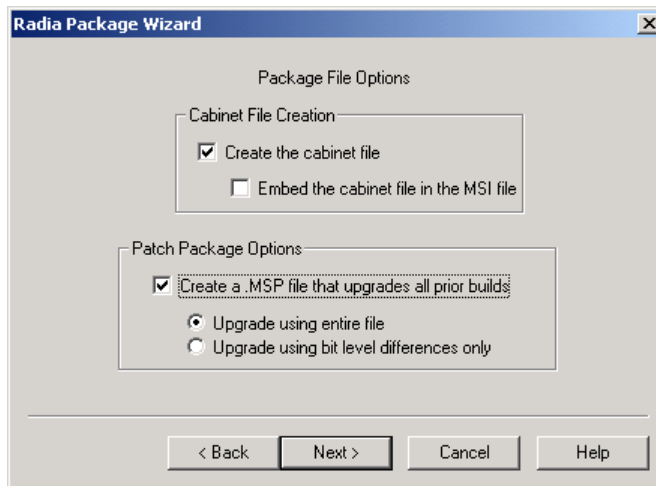 Radia Package Wizard
Package File Options
Cabinet File Creation
Create the cabinet file
Embed the cabinet file in the MSI file
Patch Package Options
Create a .MSP file that upgrades all prior builds
Upgrade using entire file
Upgrade using bit level differences only
< Back Next > Cancel Help